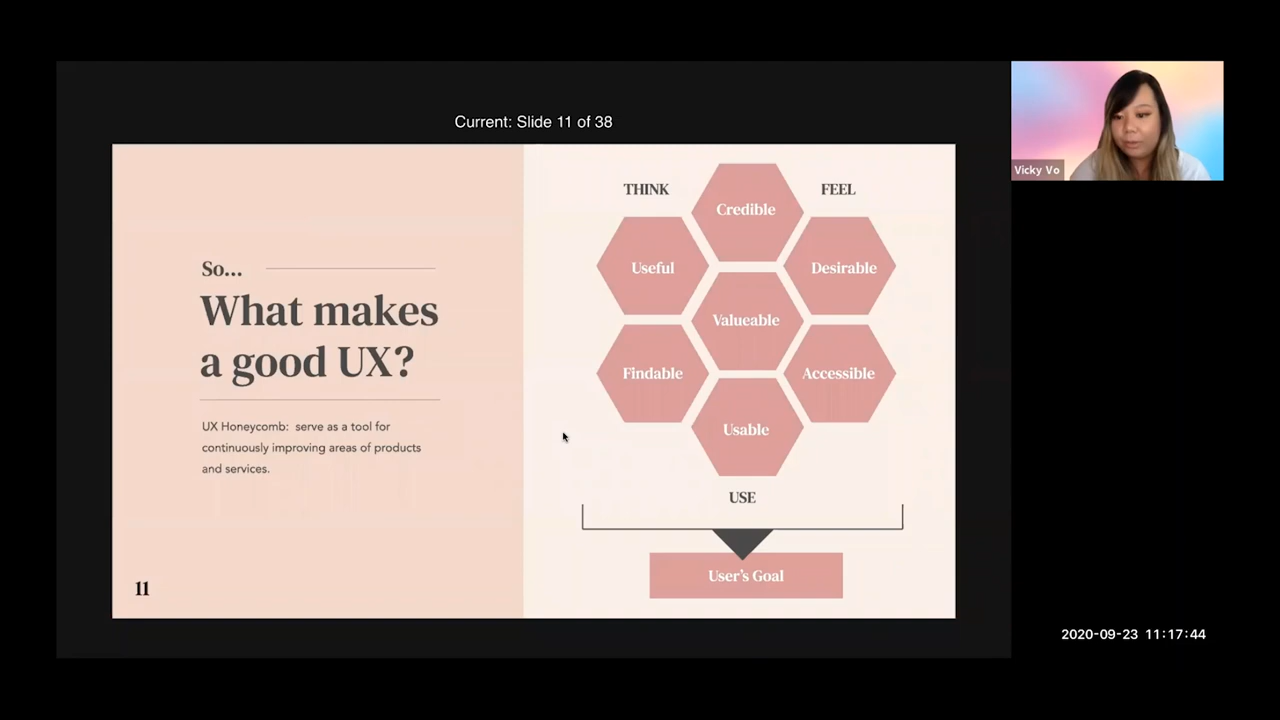 Current: Slide 11 of 38
Vicky Vo
So...
What makes
a good UX?
UX Honeycomb:  serve as a tool for
continuously improving areas of products
and services.
11
THINK
FEEL
Credible
Useful
Desirable
Valueable
Findable
Accessible
Usable
USE
User's Goal
2020-09-23 11:17:44